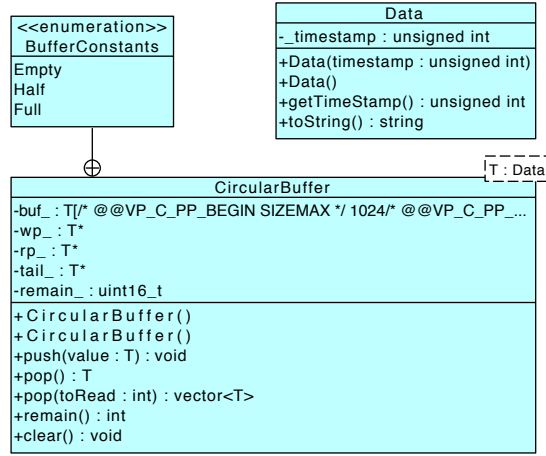 <<enumeration>>
BufferConstants
Empty
Half
Full
Data
-_timestamp : unsigned int
+Data(timestamp : unsigned int)
+Data()
+getTimeStamp() : unsigned int
+toString() : string
T : Data
CircularBuffer
-buf_ : T[/* @@VP_C_PP_BEGIN SIZEMAX */ 1024/* @@VP_C_PP_...
-wp_ : T*
-rp_ : T*
-tail_ : T*
-remain_ : uint16_t
+CircularBuffer()
+CircularBuffer()
+push(value : T) : void
+pop() : T
+pop(toRead : int) : vector<T>
+remain() : int
+clear() : void